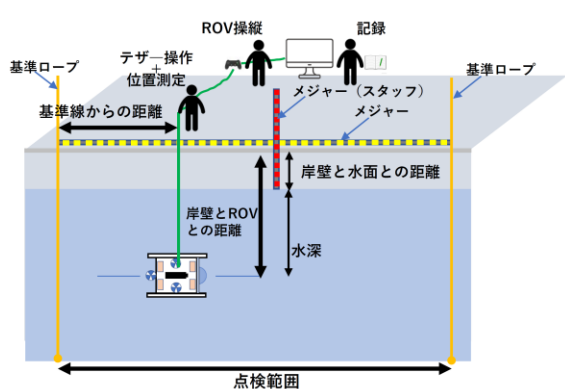 ROV操縦
記録
テザー操作
+
位置測定
基準ロープ
基準ロープ
メジャー（スタッフ）
メジャー
基準線からの距離
岸壁と水面との距離
岸壁とROV
との距離
水深
点検範囲